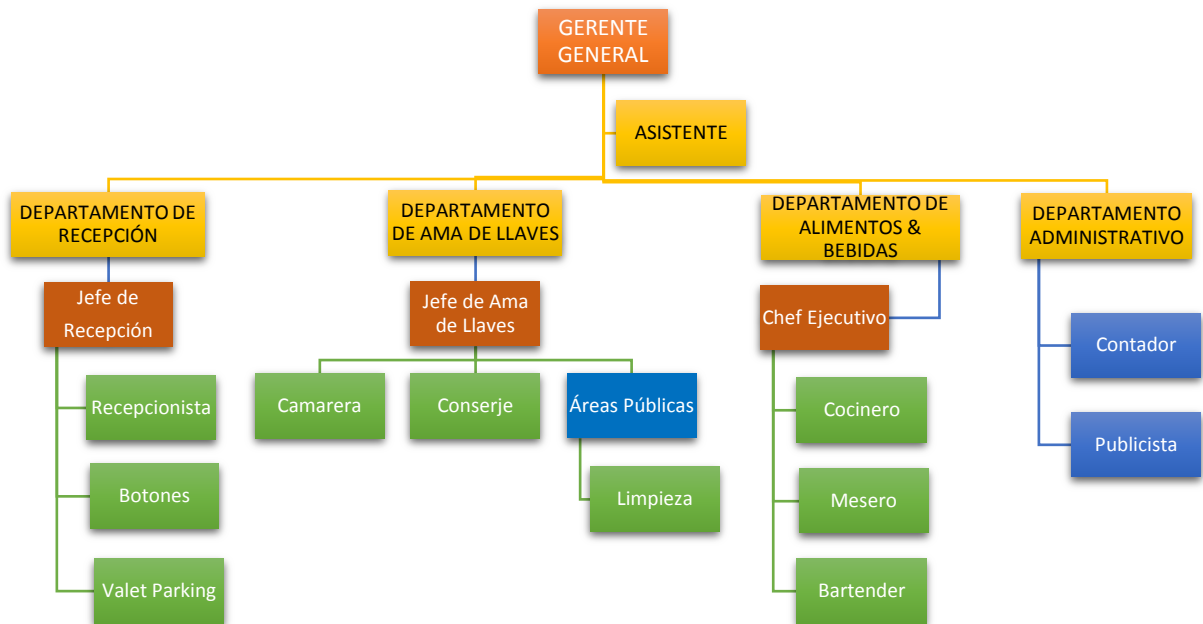 GERENTE
GENERAL
ASISTENTE
DEPARTAMENTO DE
RECEPCIÓN
DEPARTAMENTO
DE AMA DE LLAVES
DEPARTAMENTO DE
ALIMENTOS &
BEBIDAS
DEPARTAMENTO
ADMINISTRATIVO
Jefe de
Recepción
Jefe de Ama
de Llaves
Chef Ejecutivo
Contador
Recepcionista
Camarera
Conserje
Áreas Públicas
Cocinero
Publicista
Botones
Limpieza
Mesero
Valet Parking
Bartender